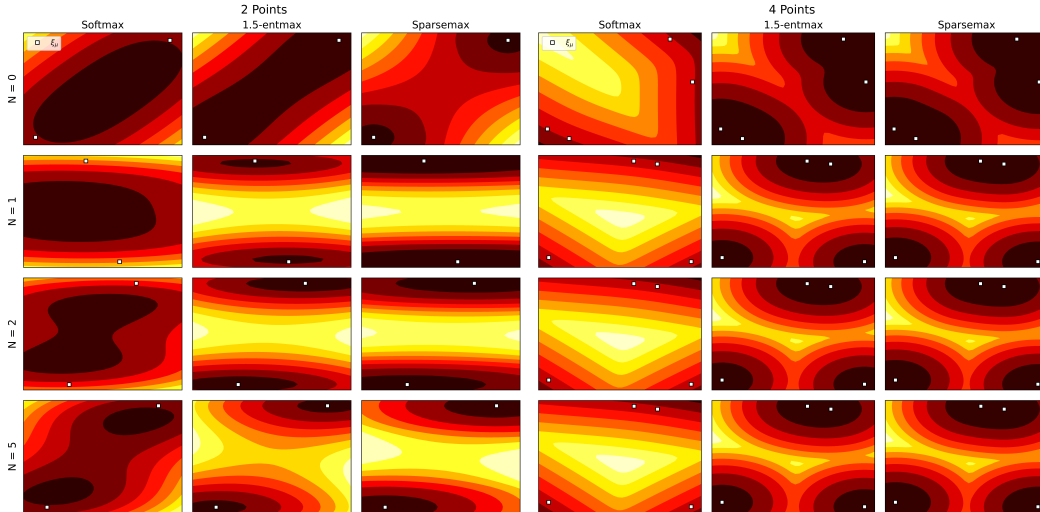 2 Points
4 Points
Softmax
1.5-entmax
Sparsemax
Softmax
1.5-entmax
Sparsemax
N = 0
ξμ
ξμ
N = 1
N = 2
N = 5